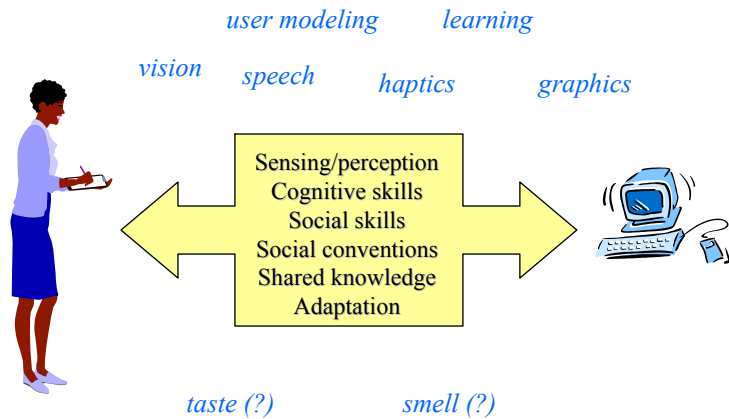 user modeling learning
vision speech haptics graphics
Sensing/perception
Cognitive skills
Social skills
Social conventions
Shared knowledge
Adaptation
taste (?) smell (?)